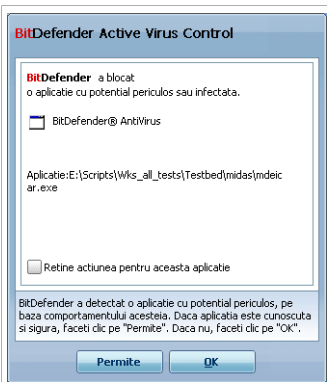 BitDefender Active Virus Control
BitDefender a blocat
o aplicatie cu potential periculos sau infectata.
BitDefender® AntiVirus
Aplicatie:E:\Scripts\Wks_all_tests\Testbed\midas\mdeic
ar.exe
Retine actiunea pentru aceasta aplicatie
BitDefender a detectat o aplicatie cu potential periculos, pe
baza comportamentului acesteia. Daca aplicatia este cunoscuta
si sigura, faceti clic pe "Permite". Daca nu, faceti clic pe "OK".
Permite
OK